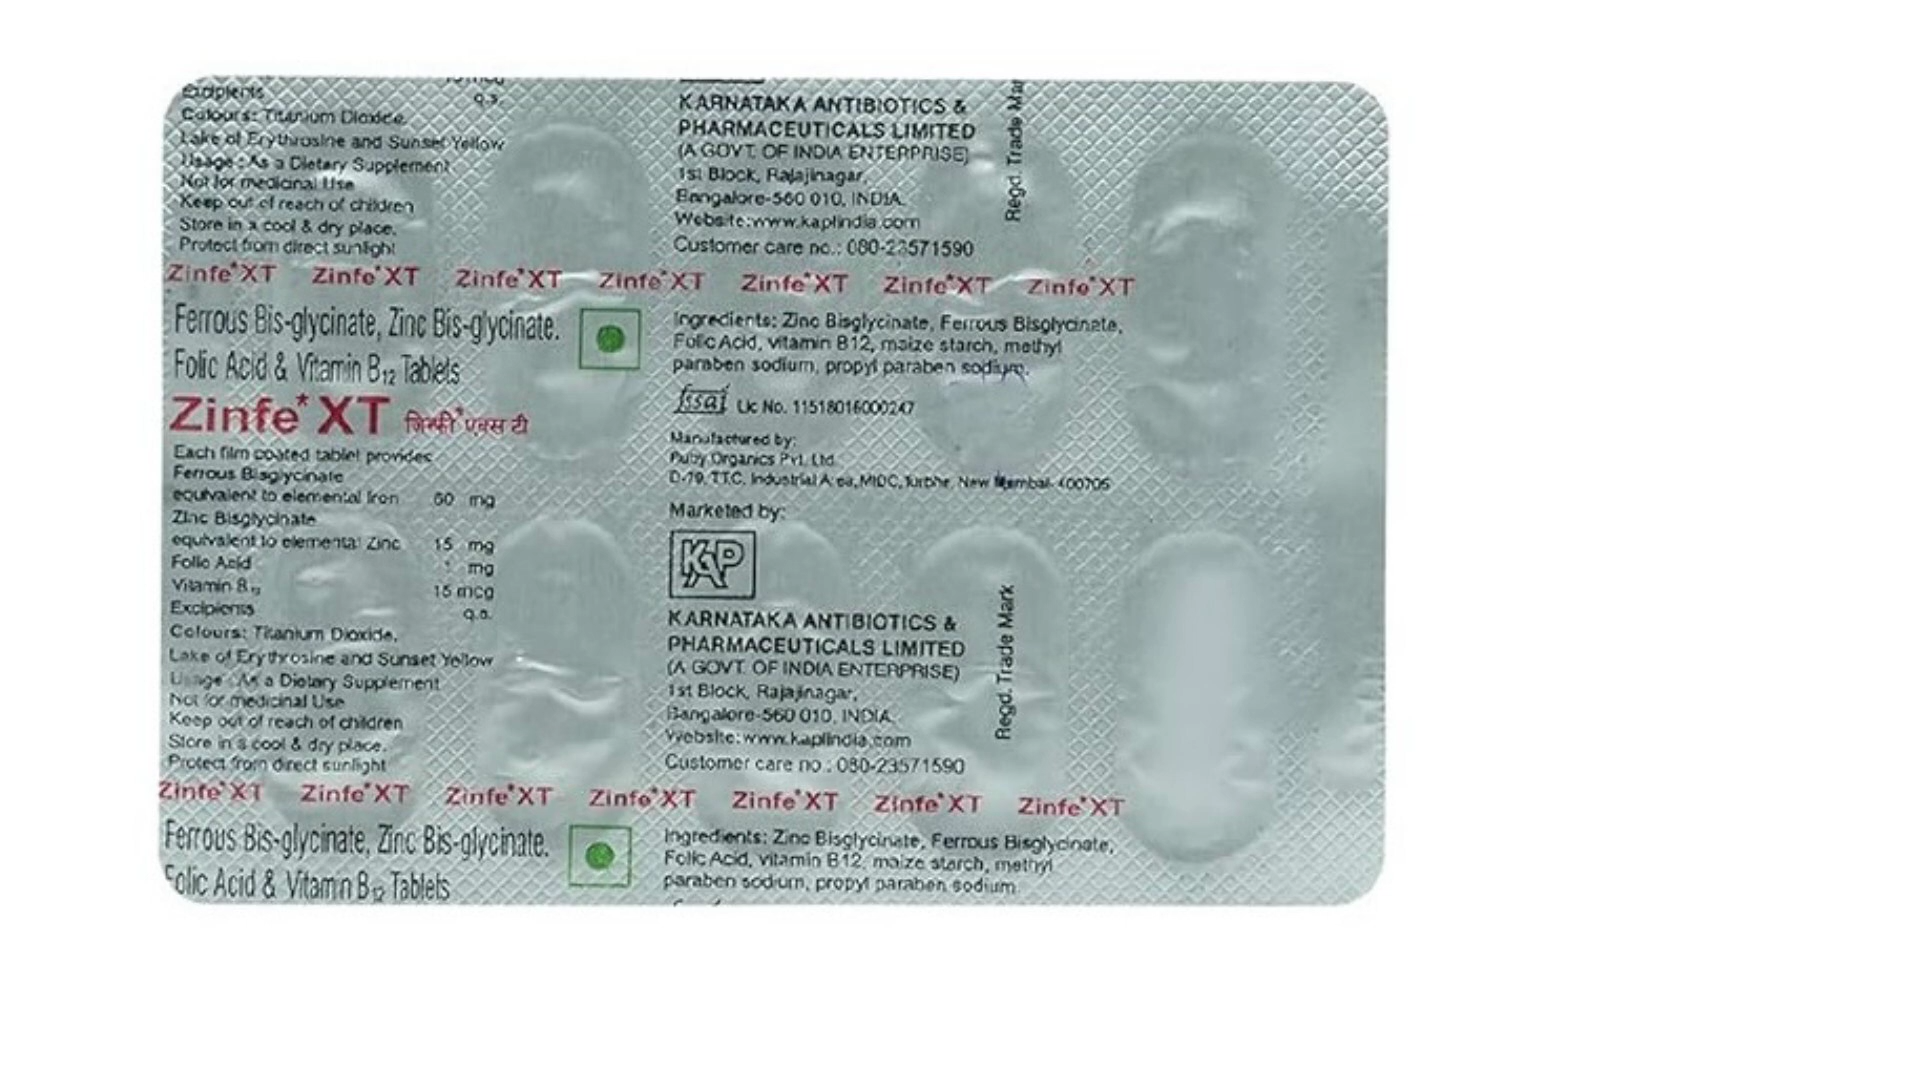 Excipients q.s.
Colours: Titanium Dioxide,
Lake of Erythrosine and Sunset Yellow
Usage : As a Dietary Supplement
Not for medicinal Use
Keep out of reach of children
Store in a cool & dry place.
Protect from direct sunlight
KARNATAKA ANTIBIOTICS &
PHARMACEUTICALS LIMITED
(A GOVT. OF INDIA ENTERPRISE)
1st Block, Rajajinagar,
Bangalore-560 010, INDIA.
Website:www.kaplindia.com
Customer care no.: 080-23571590
Regd. Trade Mar
Zinfe*XT Zinfe*XT Zinfe*XT Zinfe*XT Zinfe*XT Zinfe*XT Zinfe*XT
Ferrous Bis-glycinate, Zinc Bis-glycinate.
Folic Acid & Vitamin B12 Tablets
Zinfe* XT जिन्फी* एक्स टी
Each film coated tablet provides
Ferrous Bisglycinate
equivalent to elemental Iron 60 mg
Zinc Bisglycinate
equivalent to elemental Zinc 15 mg
Folic Acid 1 mg
Vitamin B12 15 mcg
Excipients q.s.
Colours: Titanium Dioxide,
Lake of Erythrosine and Sunset Yellow
Usage : As a Dietary Supplement
Not for medicinal Use
Keep out of reach of children
Store in a cool & dry place.
Protect from direct sunlight
Ingredients: Zinc Bisglycinate, Ferrous Bisglycinate,
Folic Acid, vitamin B12, maize starch, methyl
paraben sodium, propyl paraben sodium.
fssai Lic No. 11518016000247
Manufactured by:
Ruby Organics Pvt. Ltd.
D-79, TTC, Industrial Area, MIDC, Turbhe, New Mumbai- 400705
Marketed by:
KAP
KARNATAKA ANTIBIOTICS &
PHARMACEUTICALS LIMITED
(A GOVT. OF INDIA ENTERPRISE)
1st Block, Rajajinagar,
Bangalore-560 010, INDIA.
Website:www.kaplindia.com
Customer care no.: 080-23571590
Regd. Trade Mark
Zinfe*XT Zinfe*XT Zinfe*XT Zinfe*XT Zinfe*XT Zinfe*XT Zinfe*XT
Ferrous Bis-glycinate, Zinc Bis-glycinate.
Folic Acid & Vitamin B12 Tablets
Ingredients: Zinc Bisglycinate, Ferrous Bisglycinate,
Folic Acid, vitamin B12, maize starch, methyl
paraben sodium, propyl paraben sodium.